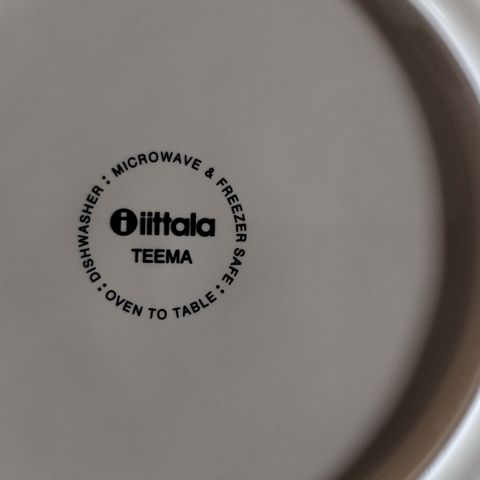 DISHWASHER : MICROWAVE & FREEZER SAFE :
: OVEN TO TABLE
iittala
TEEMA